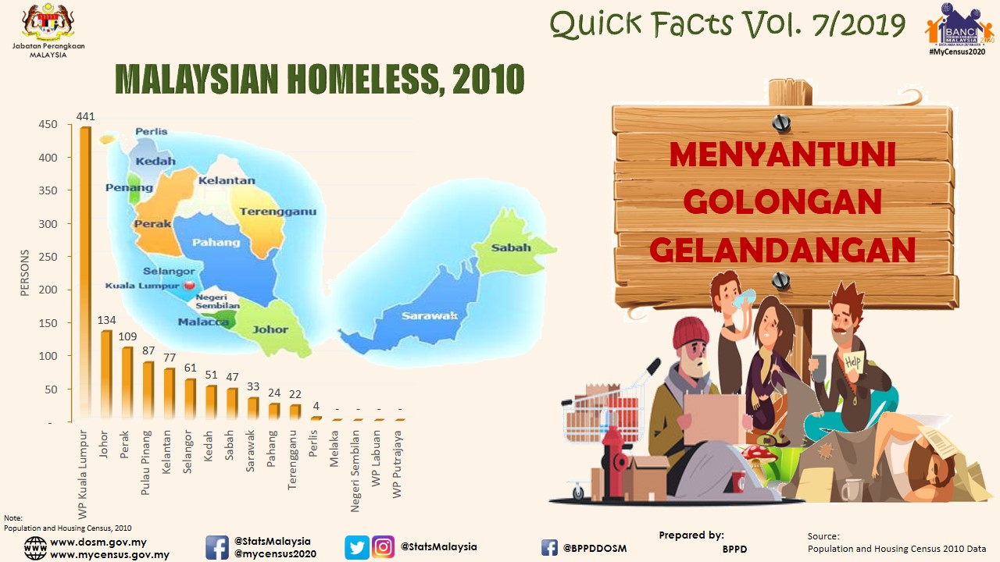 Jabatan Perangkaan
MALAYSIA
Quick Facts Vol. 7/2019
BANCI
MALAYSIA
2020
#MyCensus2020
MALAYSIAN HOMELESS, 2010
PERSONS
450
400
350
300
250
200
150
100
50
-
441
134
109
87
77
61
51
47
33
24
22
4
-
-
-
-
WP Kuala Lumpur
Johor
Perak
Pulau Pinang
Kelantan
Selangor
Kedah
Sabah
Sarawak
Pahang
Terengganu
Perlis
Melaka
Negeri Sembilan
WP Labuan
WP Putrajaya
Perlis
Kedah
Penang
Kelantan
Terengganu
Perak
Pahang
Selangor
Kuala Lumpur
Negeri
Sembilan
Malacca
Johor
Sabah
Sarawak
MENYANTUNI
GOLONGAN
GELANDANGAN
Help
Note:
Population and Housing Census, 2010
www.dosm.gov.my
www.mycensus.gov.my
@StatsMalaysia
@mycensus2020
@StatsMalaysia
@BPPDDOSM
Prepared by:
BPPD
Source:
Population and Housing Census 2010 Data